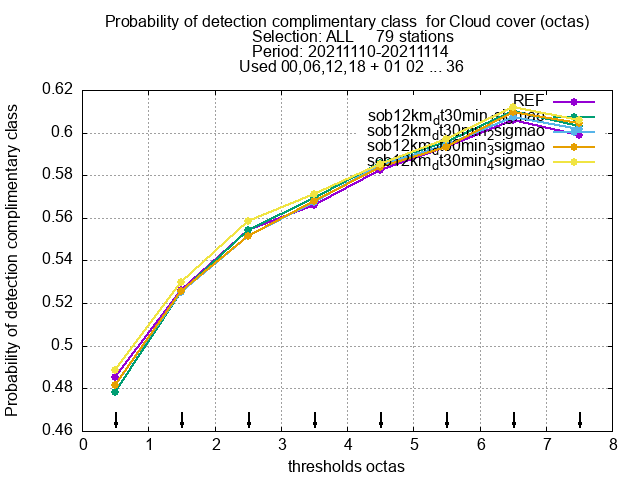 Probability of detection complimentary class  for Cloud cover (octas)
Selection: ALL     79 stations
Period: 20211110-20211114
Used 00,06,12,18 + 01 02 ... 36
REF
sob12km_dt30min_sigmao
sob12km_dt30min_2sigmao
sob12km_dt30min_3sigmao
sob12km_dt30min_4sigmao
Probability of detection complimentary class
0.62
0.6
0.58
0.56
0.54
0.52
0.5
0.48
0.46
0 1 2 3 4 5 6 7 8
thresholds octas